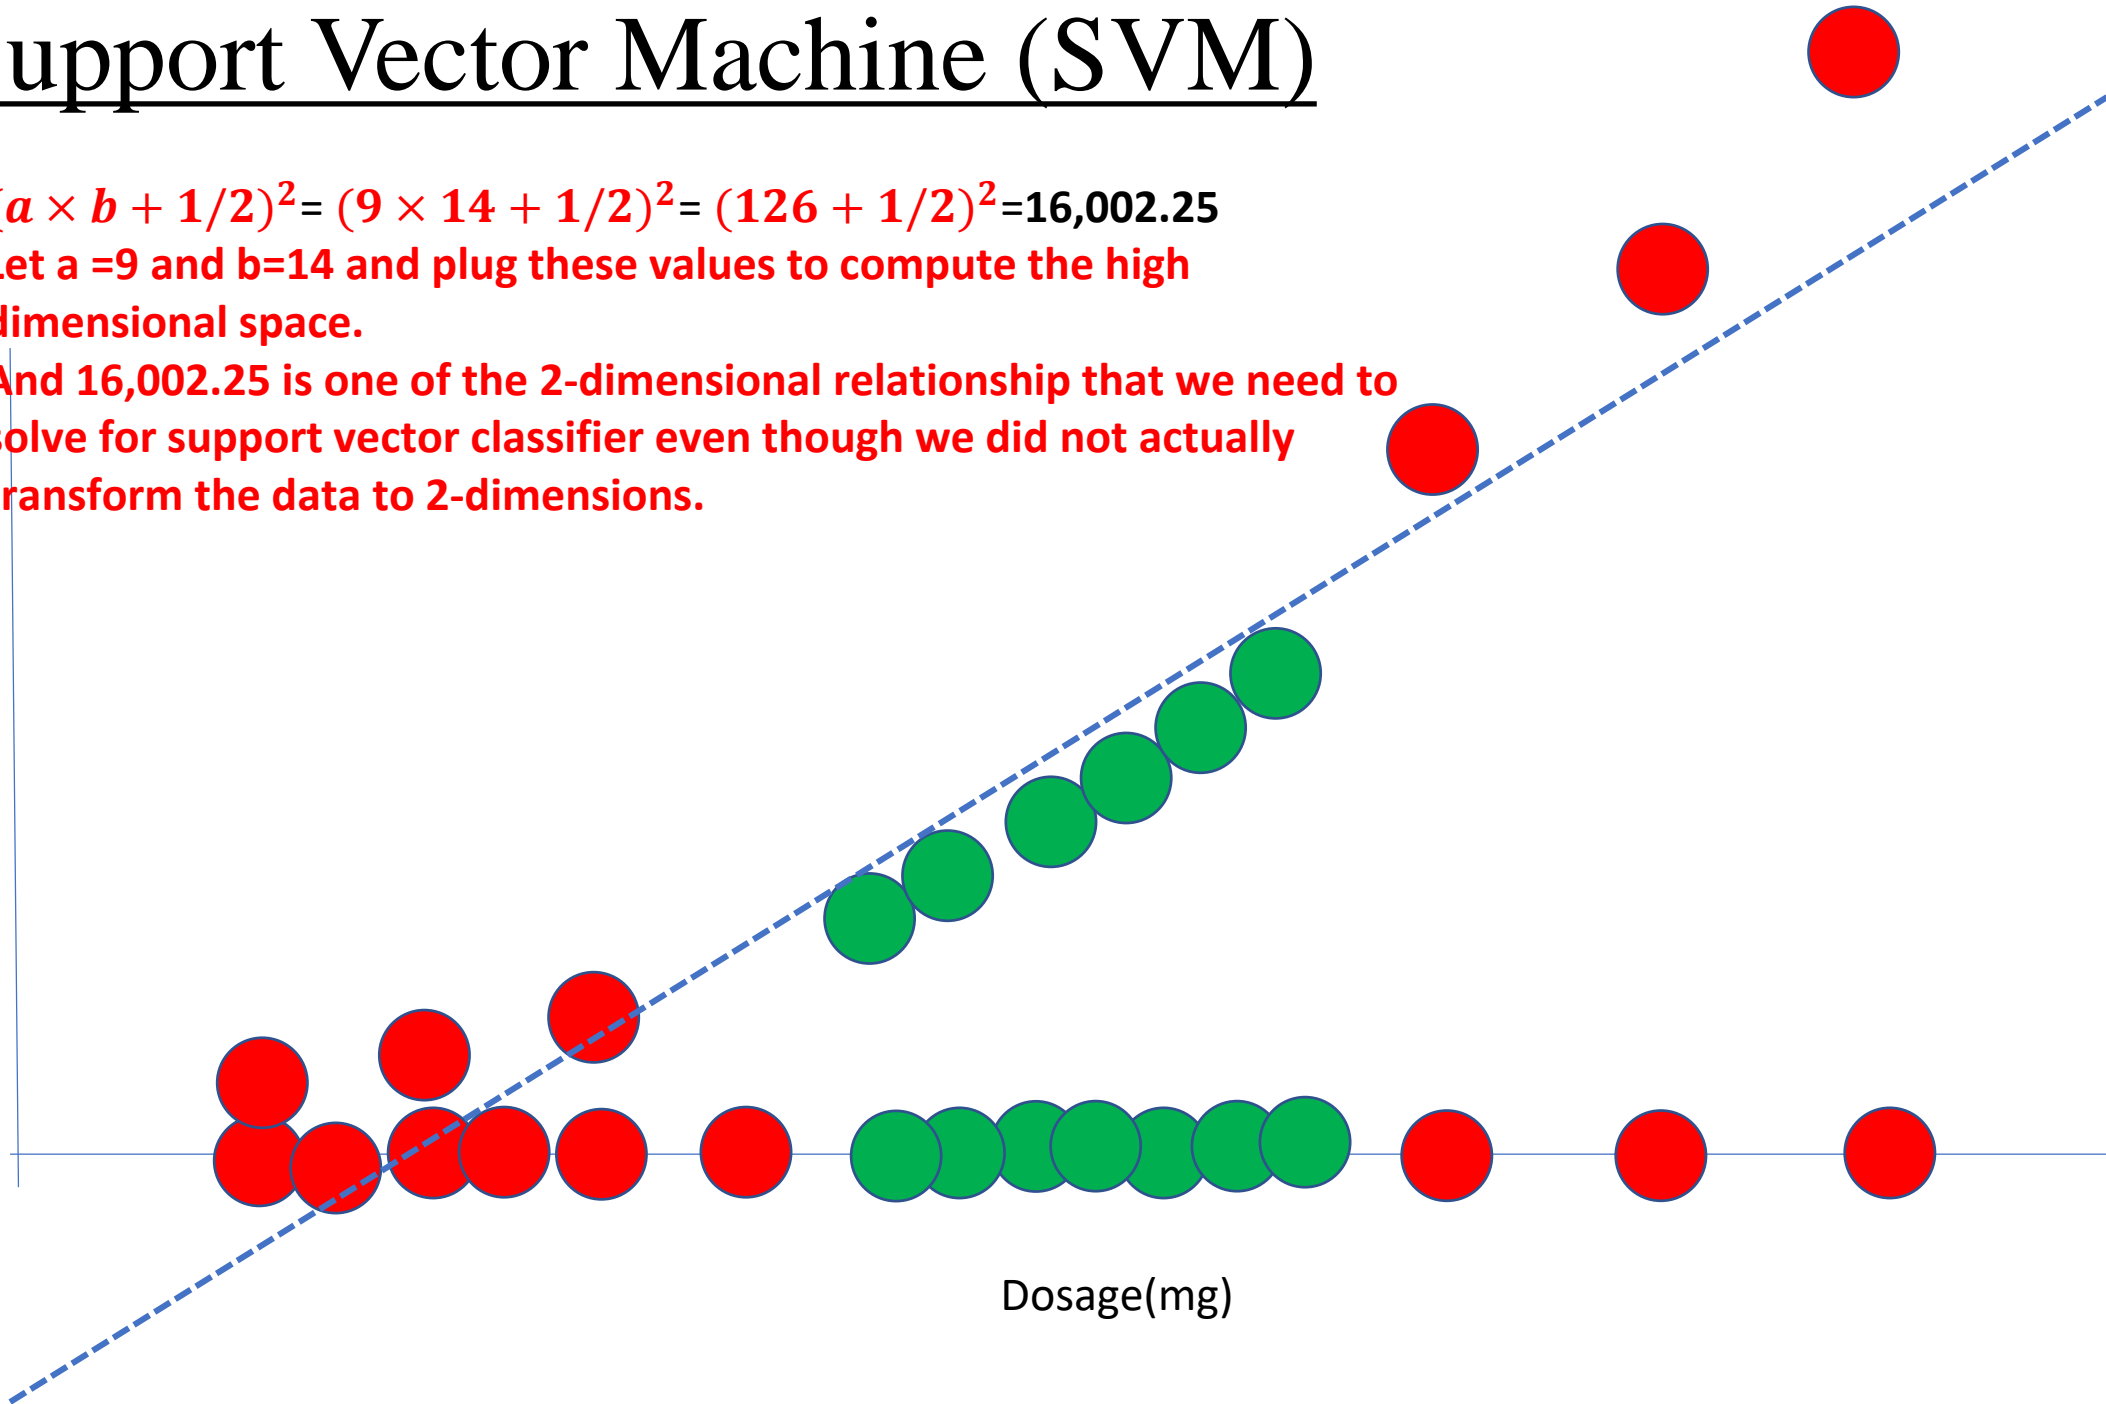 upport Vector Machine (SVM)
(a × b + 1/2)²= (9 × 14 + 1/2)²= (126 + 1/2)²=16,002.25
Let a =9 and b=14 and plug these values to compute the high
dimensional space.
And 16,002.25 is one of the 2-dimensional relationship that we need to
solve for support vector classifier even though we did not actually
transform the data to 2-dimensions.
Dosage(mg)